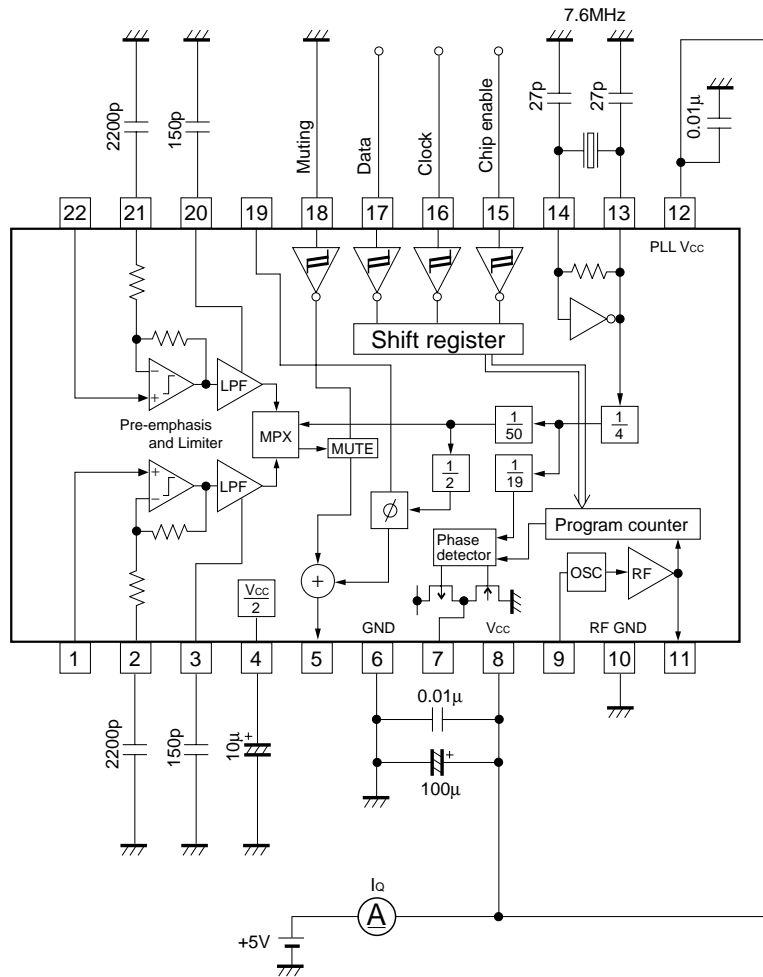 7.6MHz
2200p
150p
Muting
Data
Clock
Chip enable
27p
27p
0.01μ
22
21
20
19
18
17
16
15
14
13
12
PLL VCC
Shift register
LPF
Pre-emphasis
and Limiter
MPX
MUTE
1/50
1/4
1/2
1/19
LPF
ϕ
Phase
detector
Program counter
OSC
RF
VCC/2
GND
VCC
RF GND
1
2
3
4
5
6
7
8
9
10
11
2200p
150p
10μ
+
0.01μ
+
100μ
IQ
A
+5V